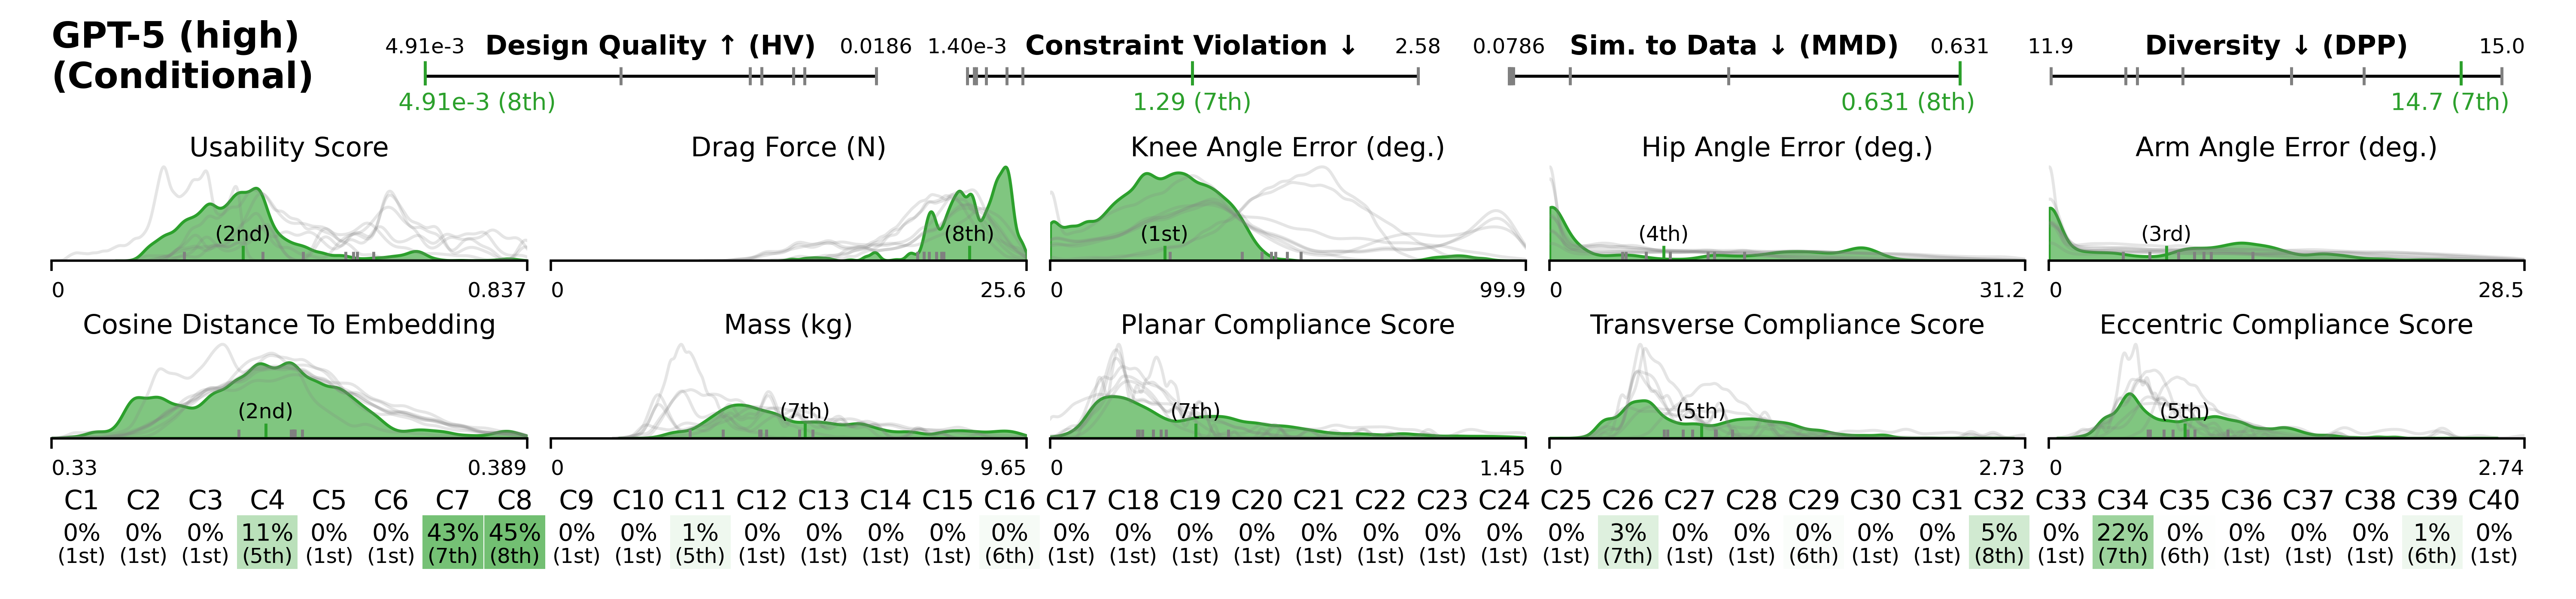 GPT-5 (high)
(Conditional)
4.91e-3 Design Quality ↑ (HV) 0.0186
4.91e-3 (8th)
1.40e-3 Constraint Violation ↓ 2.58
1.29 (7th)
0.0786 Sim. to Data ↓ (MMD) 0.631
0.631 (8th)
11.9 Diversity ↓ (DPP) 15.0
14.7 (7th)
Usability Score
(2nd)
0 0.837
Drag Force (N)
(8th)
0 25.6
Knee Angle Error (deg.)
(1st)
0 99.9
Hip Angle Error (deg.)
(4th)
0 31.2
Arm Angle Error (deg.)
(3rd)
0 28.5
Cosine Distance To Embedding
(2nd)
0.33 0.389
Mass (kg)
(7th)
0 9.65
Planar Compliance Score
(7th)
0 1.45
Transverse Compliance Score
(5th)
0 2.73
Eccentric Compliance Score
(5th)
0 2.74
C1 C2 C3 C4 C5 C6 C7 C8 C9 C10 C11 C12 C13 C14 C15 C16 C17 C18 C19 C20 C21 C22 C23 C24 C25 C26 C27 C28 C29 C30 C31 C32 C33 C34 C35 C36 C37 C38 C39 C40
0% 0% 0% 11% 0% 0% 43% 45% 0% 0% 1% 0% 0% 0% 0% 0% 0% 0% 0% 0% 0% 0% 0% 0% 0% 3% 0% 0% 0% 0% 0% 5% 0% 22% 0% 0% 0% 0% 1% 0%
(1st) (1st) (1st) (5th) (1st) (1st) (7th) (8th) (1st) (1st) (5th) (1st) (1st) (1st) (1st) (6th) (1st) (1st) (1st) (1st) (1st) (1st) (1st) (1st) (1st) (7th) (1st) (1st) (6th) (1st) (1st) (8th) (1st) (7th) (6th) (1st) (1st) (1st) (6th) (1st)